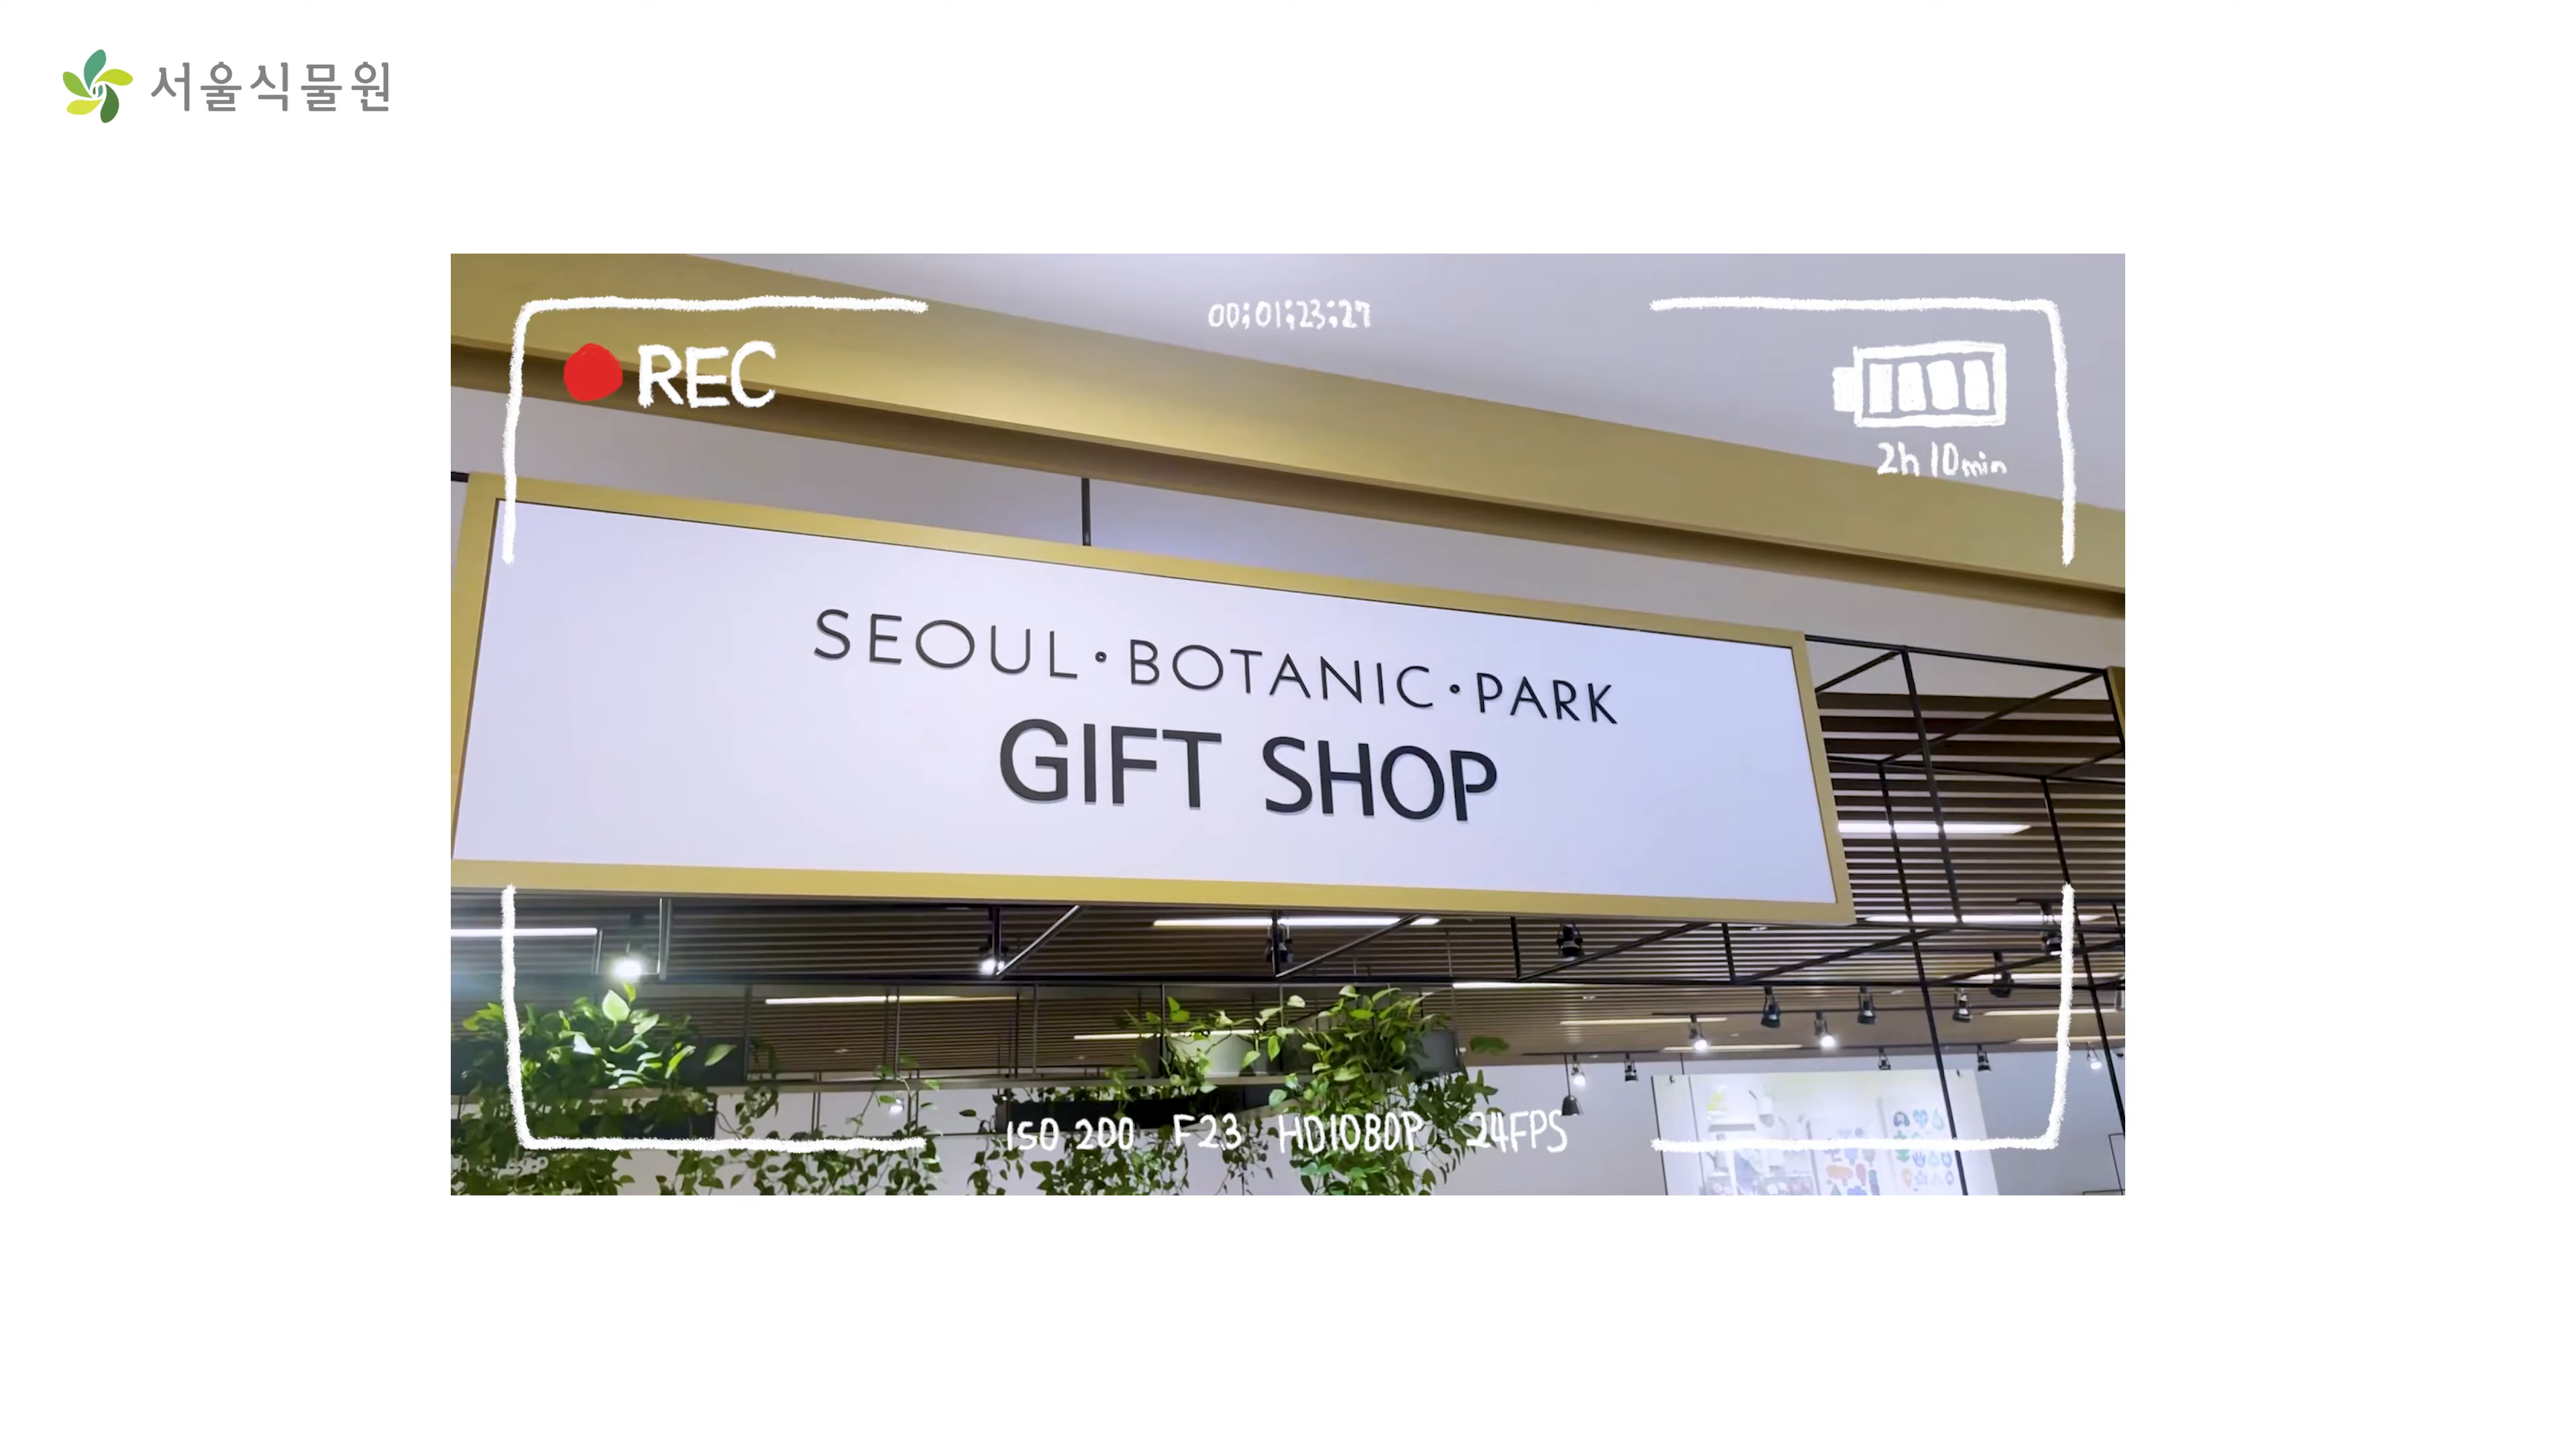 서울식물원
00;01;23;27
REC
2h 10min
SEOUL·BOTANIC·PARK
GIFT SHOP
ISO 200 F23 HD1080P 24FPS